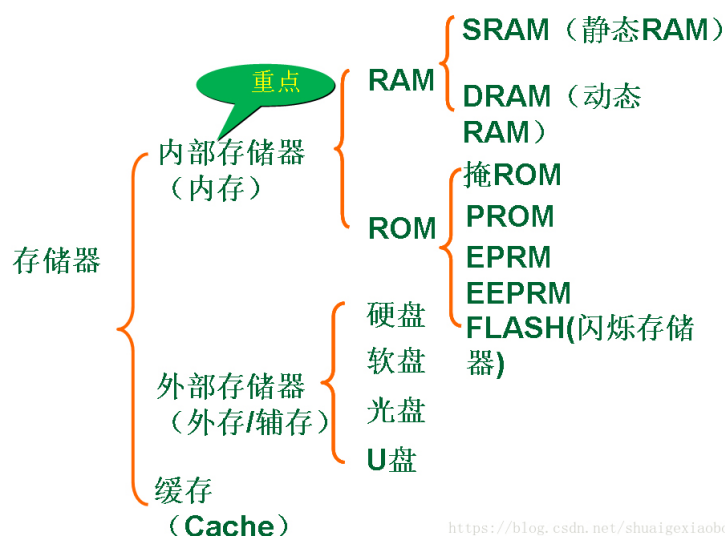 SRAM（静态RAM）
重点
RAM
DRAM（动态
RAM）
内部存储器
（内存）
掩ROM
PROM
ROM
EPRM
EEPRM
FLASH(闪烁存储
器)
存储器
硬盘
软盘
外部存储器
（外存/辅存）
光盘
U盘
缓存
（Cache）
https://blog.csdn.net/shuaigexiaobo